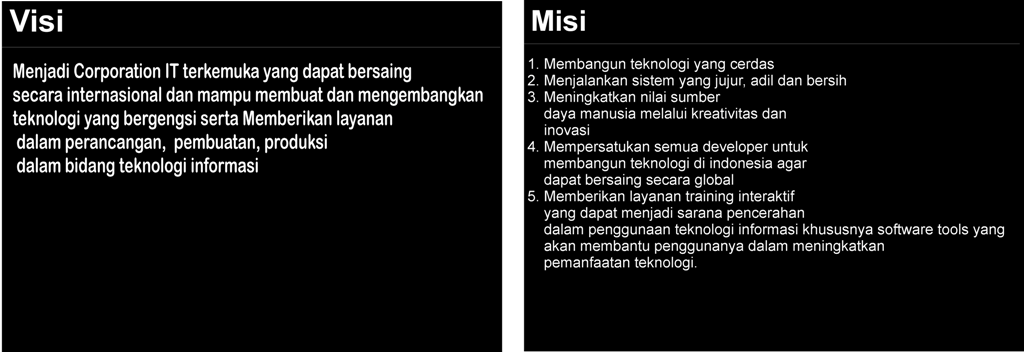 Visi
Menjadi Corporation IT terkemuka yang dapat bersaing
secara internasional dan mampu membuat dan mengembangkan
teknologi yang bergengsi serta Memberikan layanan
dalam perancangan, pembuatan, produksi
dalam bidang teknologi informasi
Misi
1. Membangun teknologi yang cerdas
2. Menjalankan sistem yang jujur, adil dan bersih
3. Meningkatkan nilai sumber
daya manusia melalui kreativitas dan
inovasi
4. Mempersatukan semua developer untuk
membangun teknologi di indonesia agar
dapat bersaing secara global
5. Memberikan layanan training interaktif
yang dapat menjadi sarana pencerahan
dalam penggunaan teknologi informasi khususnya software tools yang
akan membantu penggunanya dalam meningkatkan
pemanfaatan teknologi.